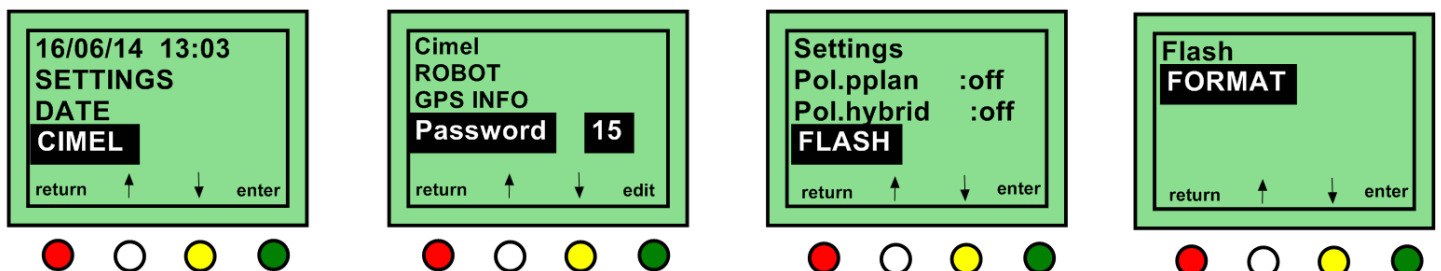 16/06/14 13:03
SETTINGS
DATE
CIMEL
return ↑ ↓ enter
Cimel
ROBOT
GPS INFO
Password 15
return ↑ ↓ edit
Settings
Pol.pplan :off
Pol.hybrid :off
FLASH
return ↑ ↓ enter
Flash
FORMAT
return ↑ ↓ enter